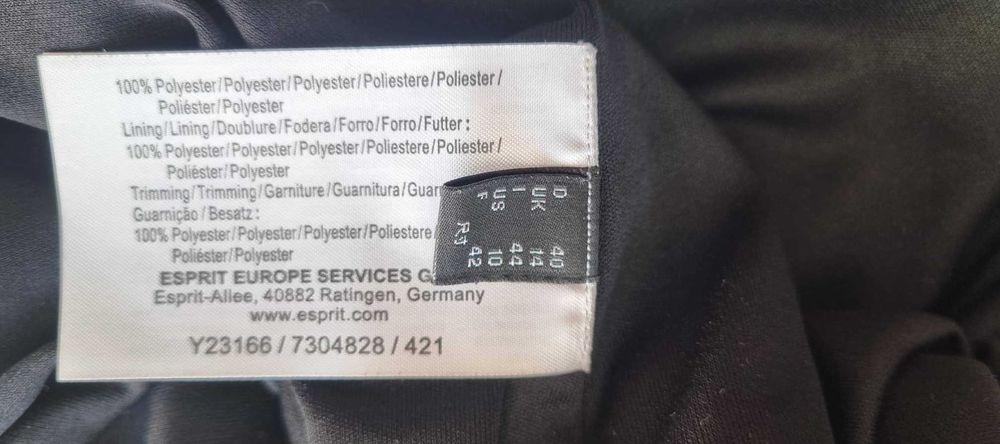 100% Polyester/Polyester/Polyester/Poliestere/Poliester/
Poliéster/Polyester
Lining/Lining/Doublure/Fodera/Forro/Forro/Futter:
100% Polyester/Polyester/Polyester/Poliestere/Poliester/
Poliéster/Polyester
Trimming/Trimming/Garniture/Guarnitura/Guar
Guarnição/Besatz:
100% Polyester/Polyester/Polyester/Poliestere
Poliéster/Polyester
ESPRIT EUROPE SERVICES G
Esprit-Allee, 40882 Ratingen, Germany
www.esprit.com
Y23166 / 7304828 / 421
D 40
UK 14
I 44
US 10
F 42